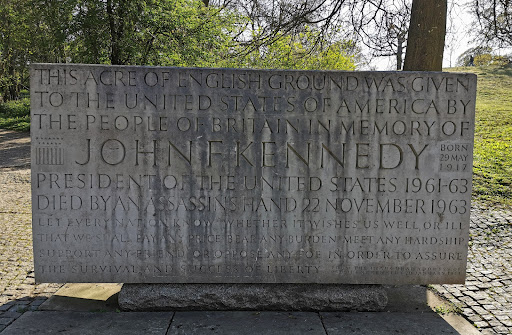 THIS ACRE OF ENGLISH GROUND WAS GIVEN
TO THE UNITED STATES OF AMERICA BY
THE PEOPLE OF BRITAIN IN MEMORY OF
JOHN F. KENNEDY
BORN
29 MAY
1917
PRESIDENT OF THE UNITED STATES 1961-63
DIED BY AN ASSASSIN'S HAND 22 NOVEMBER 1963
LET EVERY NATION KNOW WHETHER IT WISHES US WELL OR ILL
THAT WE SHALL PAY ANY PRICE BEAR ANY BURDEN MEET ANY HARDSHIP
SUPPORT ANY FRIEND OR OPPOSE ANY FOE IN ORDER TO ASSURE
THE SURVIVAL AND SUCCESS OF LIBERTY